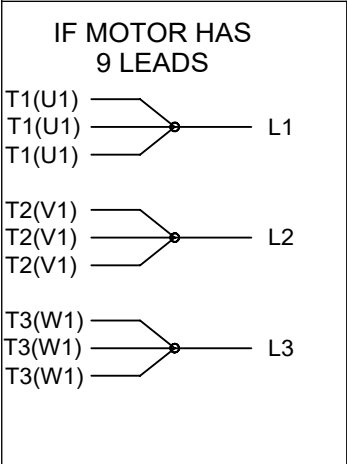 IF MOTOR HAS
9 LEADS
T1(U1)
T1(U1) L1
T1(U1)
T2(V1)
T2(V1) L2
T2(V1)
T3(W1)
T3(W1) L3
T3(W1)